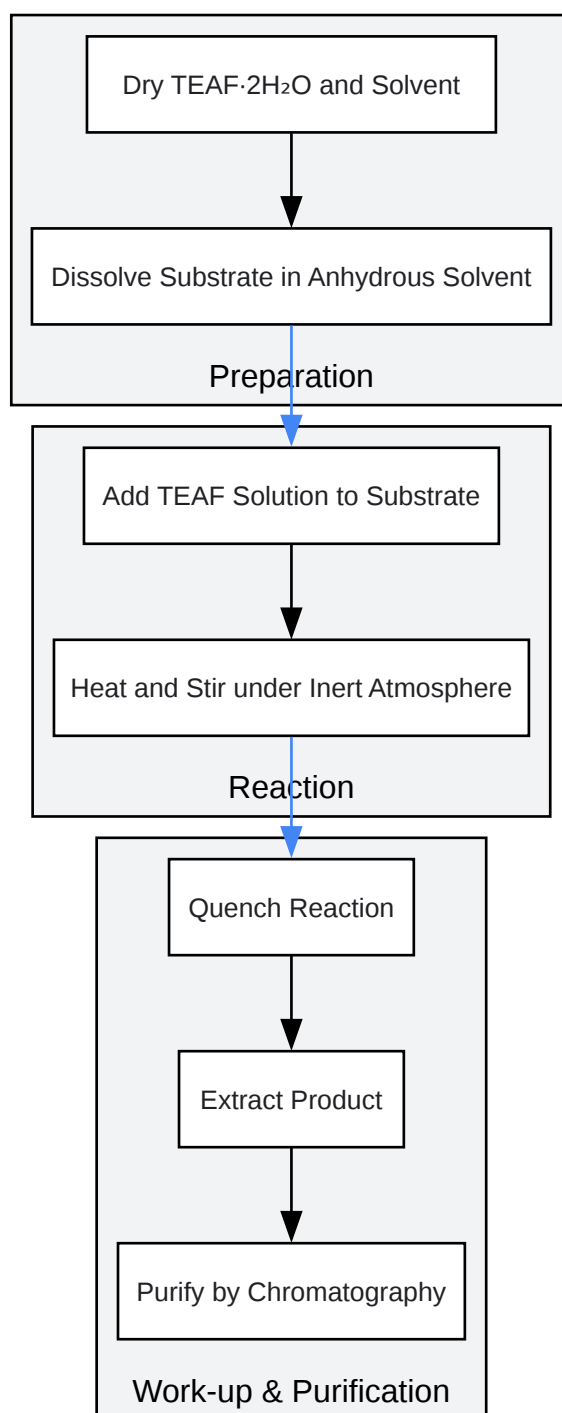 Dry TEAF·2H₂O and Solvent
Dissolve Substrate in Anhydrous Solvent
Preparation
Add TEAF Solution to Substrate
Heat and Stir under Inert Atmosphere
Reaction
Quench Reaction
Extract Product
Purify by Chromatography
Work-up & Purification